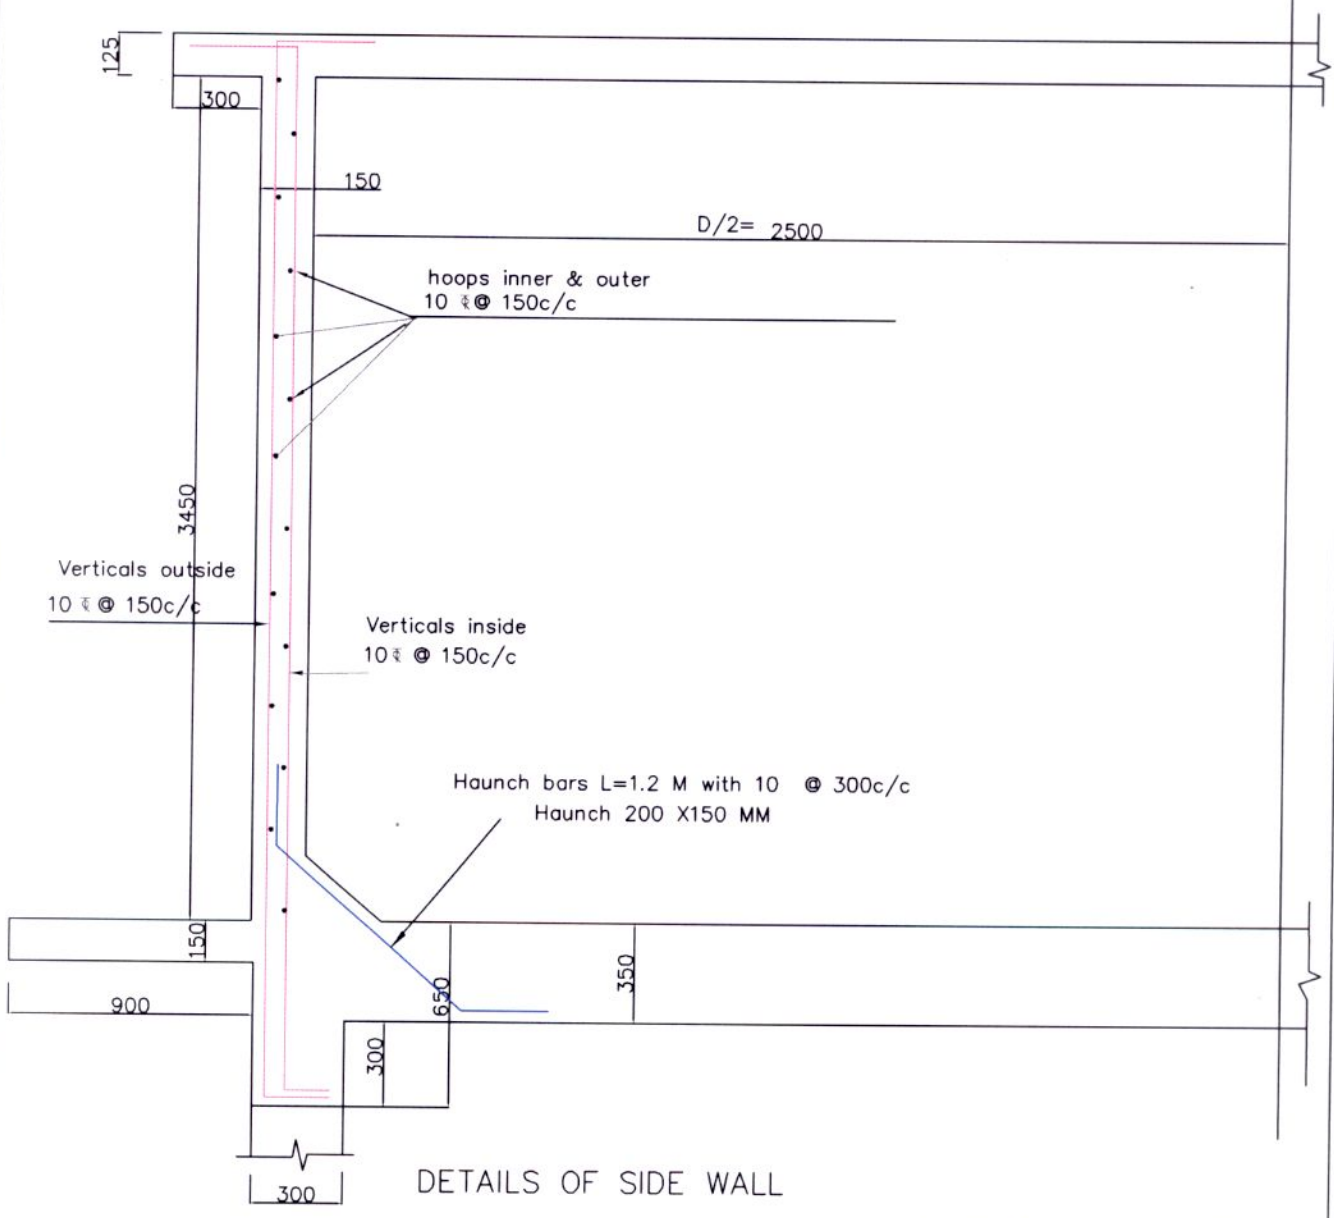 125
300
150
D/2= 2500
hoops inner & outer
10 @ 150c/c
3450
Verticals outside
10 @ 150c/c
Verticals inside
10 @ 150c/c
Haunch bars L=1.2 M with 10 @ 300c/c
Haunch 200 X150 MM
150
900
650
350
300
300
DETAILS OF SIDE WALL